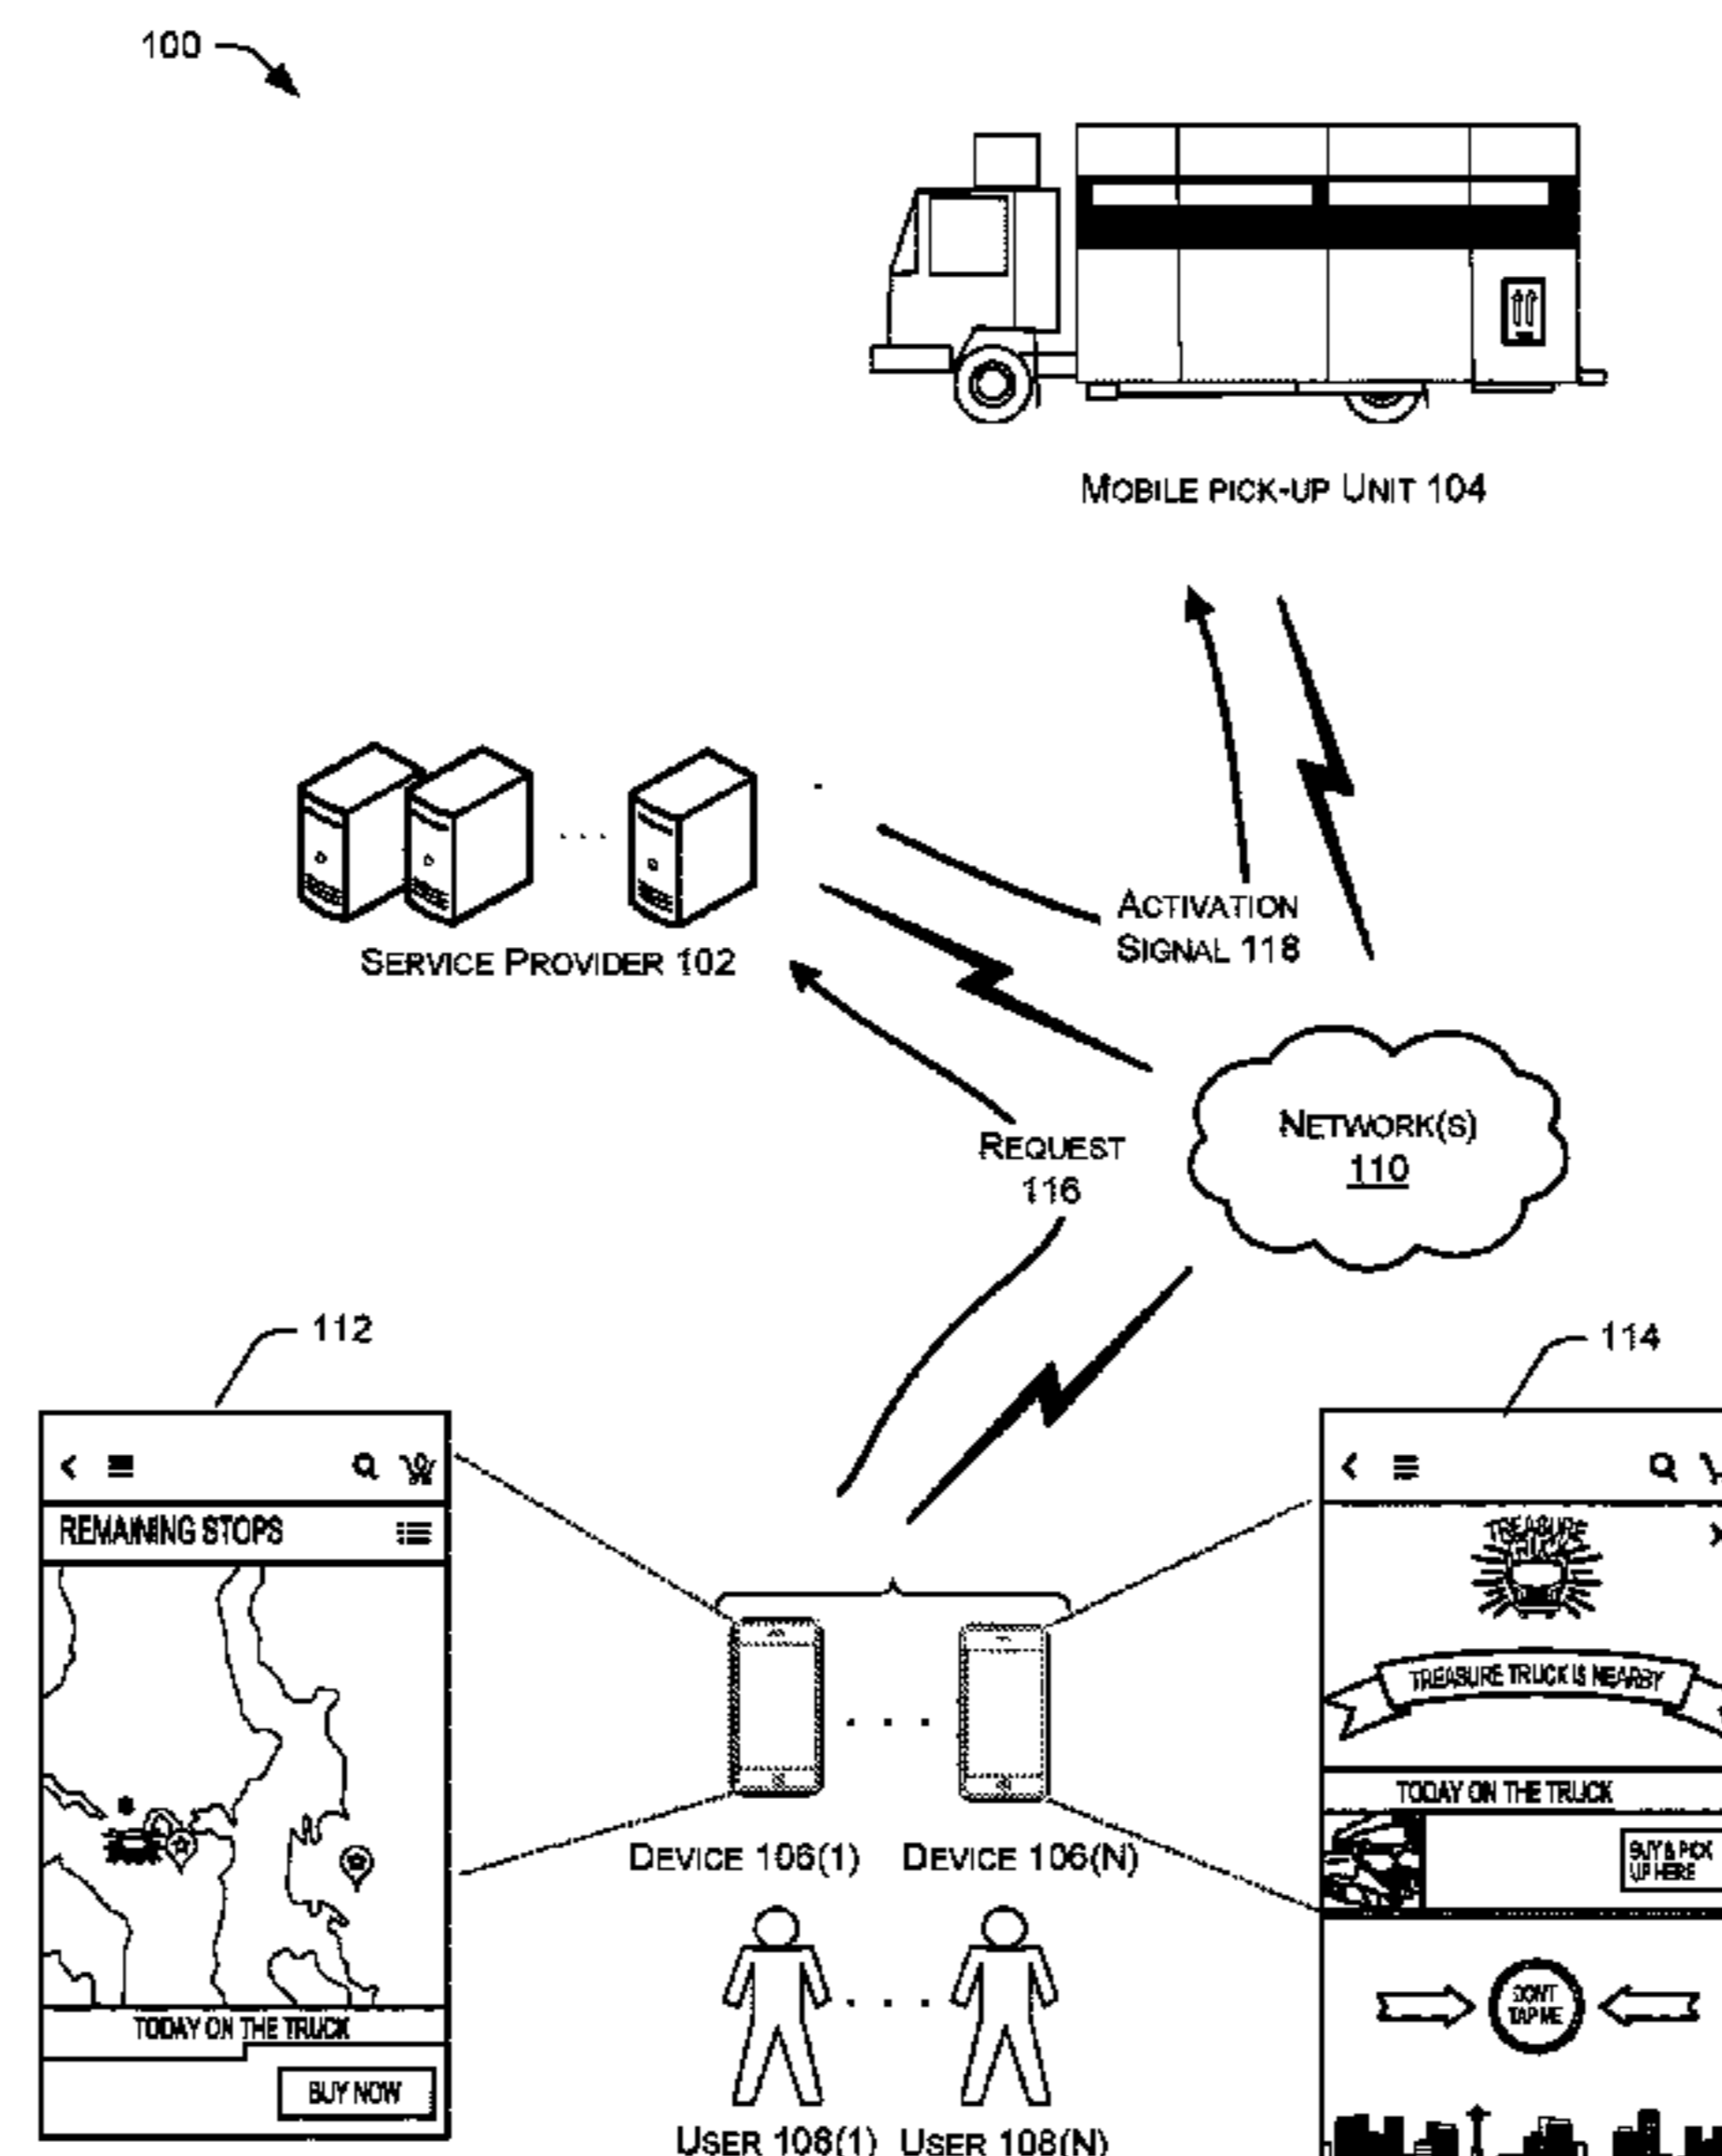 100
MOBILE PICK-UP UNIT 104
ACTIVATION
SIGNAL 118
SERVICE PROVIDER 102
NETWORK(S)
110
REQUEST
116
112
114
REMAINING STOPS
TREASURE
TRUCK
TREASURE TRUCK IS NEARBY
TODAY ON THE TRUCK
BUY & PICK
UP HERE
DEVICE 106(1) DEVICE 106(N)
DON'T
TAP ME
TODAY ON THE TRUCK
BUY NOW
USER 108(1) USER 108(N)